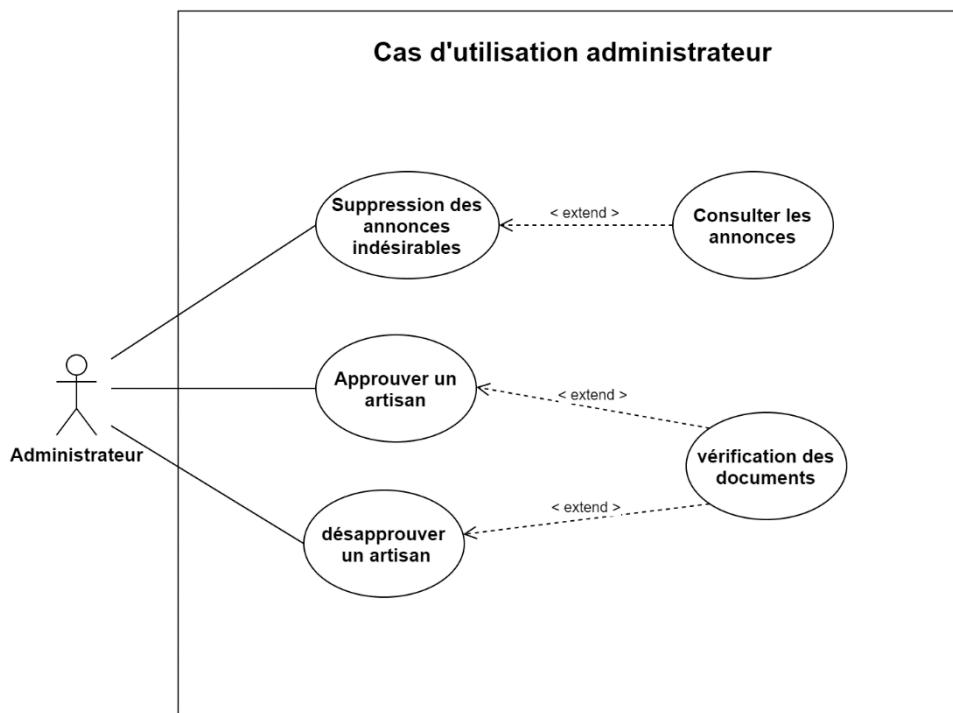 Cas d'utilisation administrateur
Suppression des
annonces
indésirables
< extend >
Consulter les
annonces
Approuver un
artisan
< extend >
Administrateur
vérification des
documents
< extend >
désapprouver
un artisan